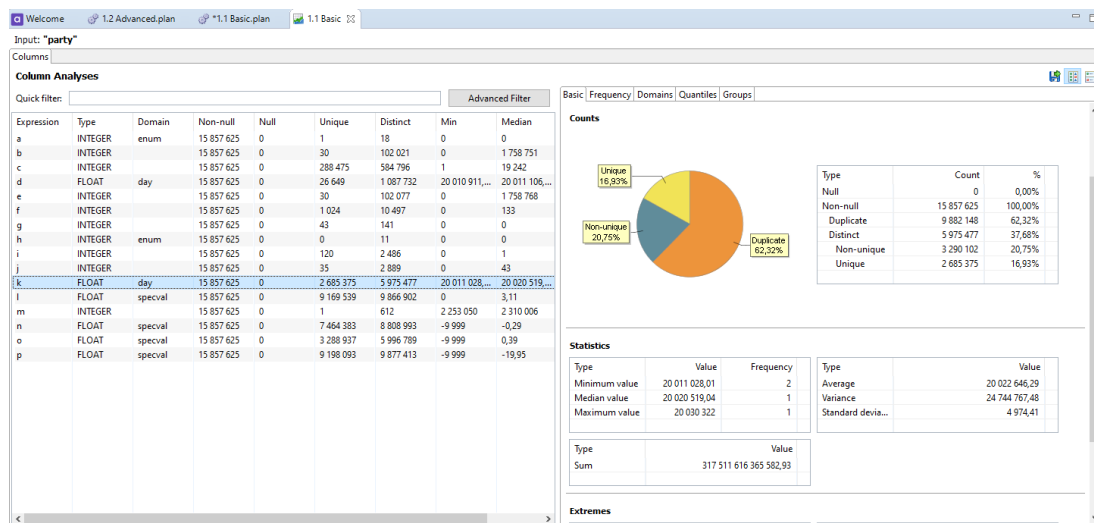 Welcome 1.2 Advanced.plan *1.1 Basic.plan 1.1 Basic
Input: "party"
Columns
Column Analyses
Quick filter: Advanced Filter
Expression Type Domain Non-null Null Unique Distinct Min Median
a INTEGER enum 15 857 625 0 1 18 0 0
b INTEGER 15 857 625 0 30 102 021 0 1 758 751
c INTEGER 15 857 625 0 288 475 584 796 1 19 242
d FLOAT day 15 857 625 0 26 649 1 087 732 20 010 911,... 20 011 106,...
e INTEGER 15 857 625 0 30 102 077 0 1 758 768
f INTEGER 15 857 625 0 1 024 10 497 0 133
g INTEGER 15 857 625 0 43 141 0 0
h INTEGER enum 15 857 625 0 0 11 0 0
i INTEGER 15 857 625 0 120 2 486 0 1
j INTEGER 15 857 625 0 35 2 889 0 43
k FLOAT day 15 857 625 0 2 685 375 5 975 477 20 011 028,... 20 020 519,...
l FLOAT specval 15 857 625 0 9 169 539 9 866 902 0 3,11
m INTEGER 15 857 625 0 1 612 2 253 050 2 310 006
n FLOAT specval 15 857 625 0 7 464 383 8 808 993 -9 999 -0,29
o FLOAT specval 15 857 625 0 3 288 937 5 996 789 -9 999 0,39
p FLOAT specval 15 857 625 0 9 198 093 9 877 413 -9 999 -19,95
Basic Frequency Domains Quantiles Groups
Counts
Unique
16,93%
Non-unique
20,75%
Duplicate
62,32%
Type Count %
Null 0 0,00%
Non-null 15 857 625 100,00%
Duplicate 9 882 148 62,32%
Distinct 5 975 477 37,68%
Non-unique 3 290 102 20,75%
Unique 2 685 375 16,93%
Statistics
Type Value Frequency
Minimum value 20 011 028,01 2
Median value 20 020 519,04 1
Maximum value 20 030 322 1
Type Value
Average 20 022 646,29
Variance 24 744 767,48
Standard devia... 4 974,41
Type Value
Sum 317 511 616 365 582,93
Extremes